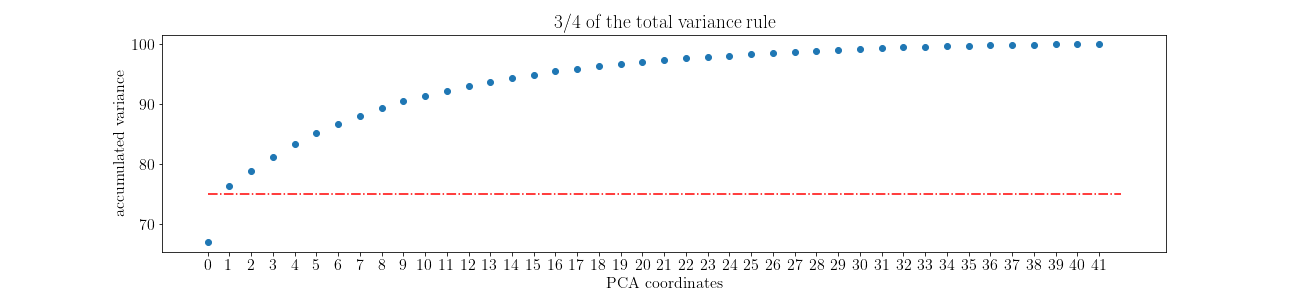 3/4 of the total variance rule
100
90
80
70
accumulated variance
0 1 2 3 4 5 6 7 8 9 10 11 12 13 14 15 16 17 18 19 20 21 22 23 24 25 26 27 28 29 30 31 32 33 34 35 36 37 38 39 40 41
PCA coordinates